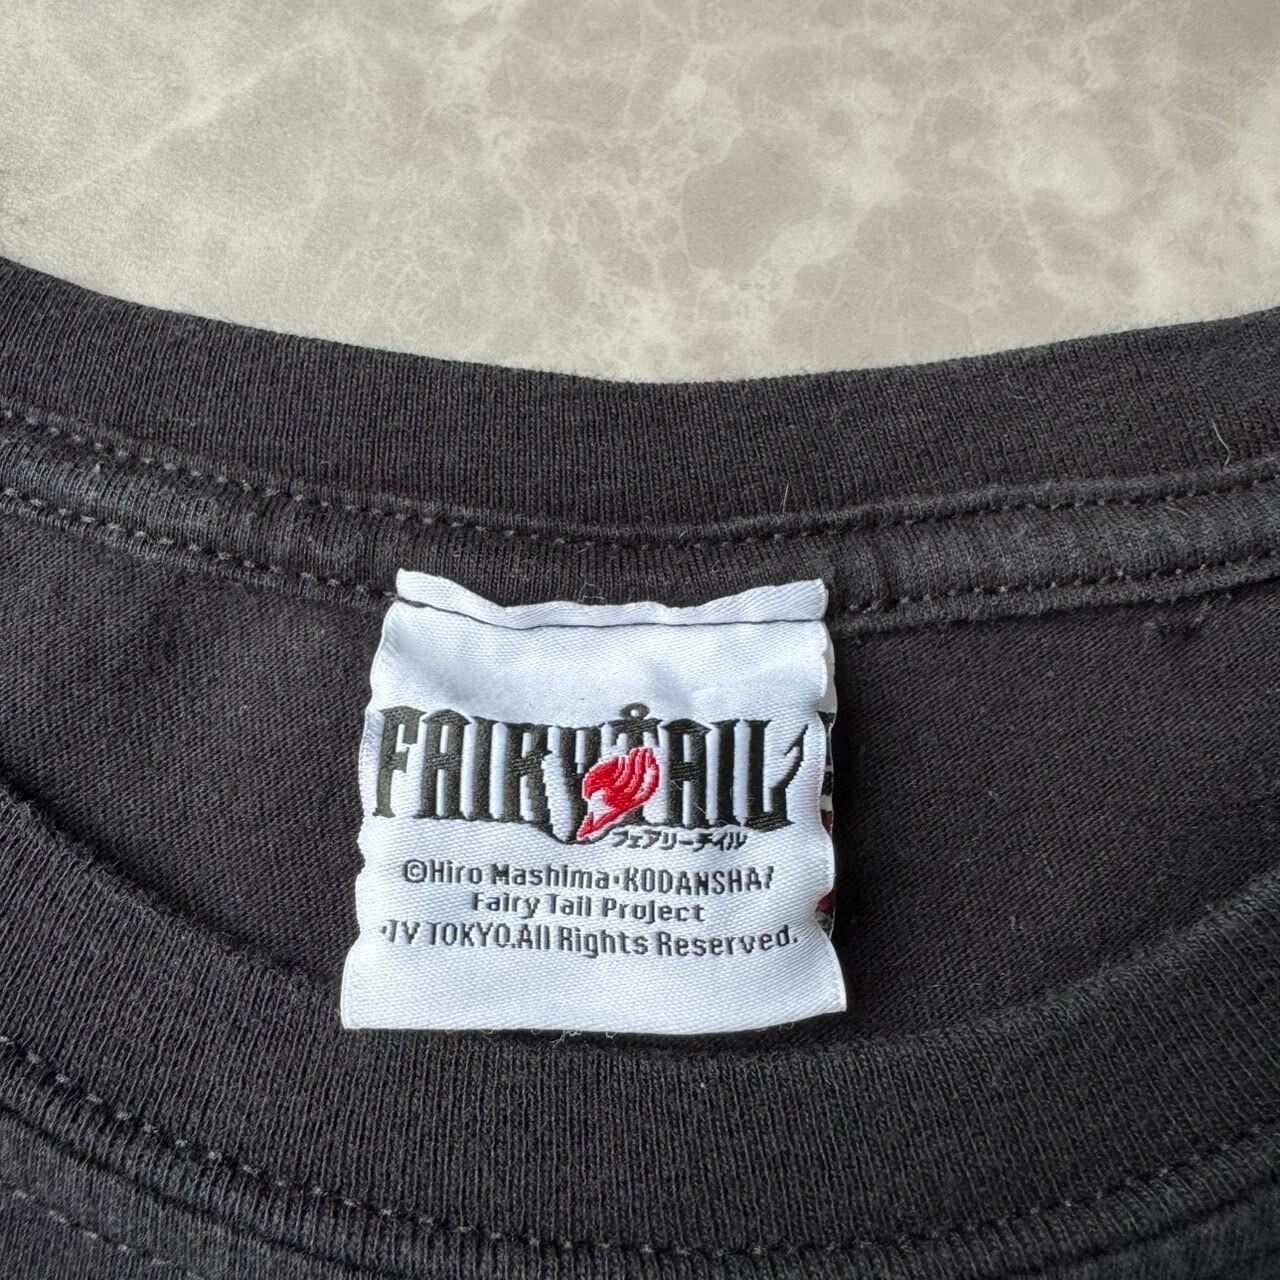 FAIRY TAIL
フェアリーテイル
©Hiro Mashima・KODANSHA/
Fairy Tail Project
・TV TOKYO.All Rights Reserved.